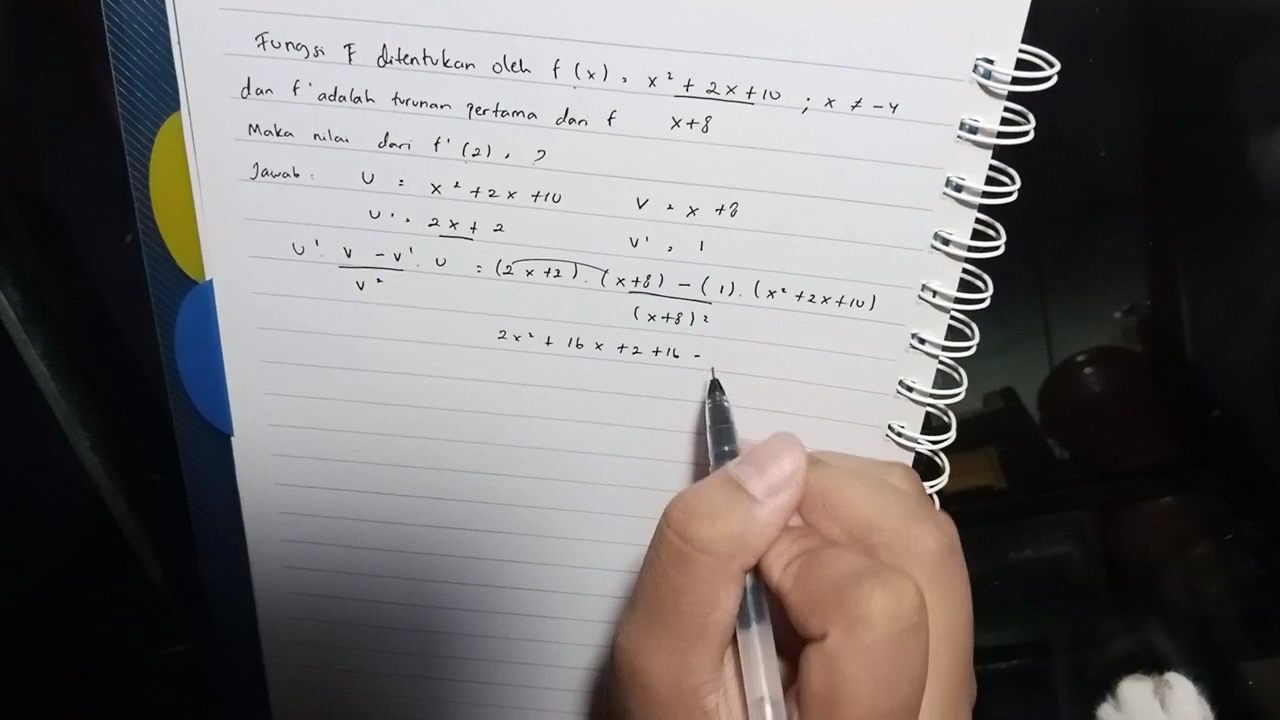 Fungsi F ditentukan oleh f(x) = x² + 2x + 10 ; x ≠ -4
x+8
dan f' adalah turunan pertama dan f
Maka nilai dari f'(2) = ?
Jawab : U = x² + 2x + 10 V = x + 8
U' = 2x + 2 V' = 1
U' . V - V' . U = (2x+2) . (x+8) - (1) . (x² + 2x + 10)
V² (x+8)²
2x² + 16x + 2 + 16 -